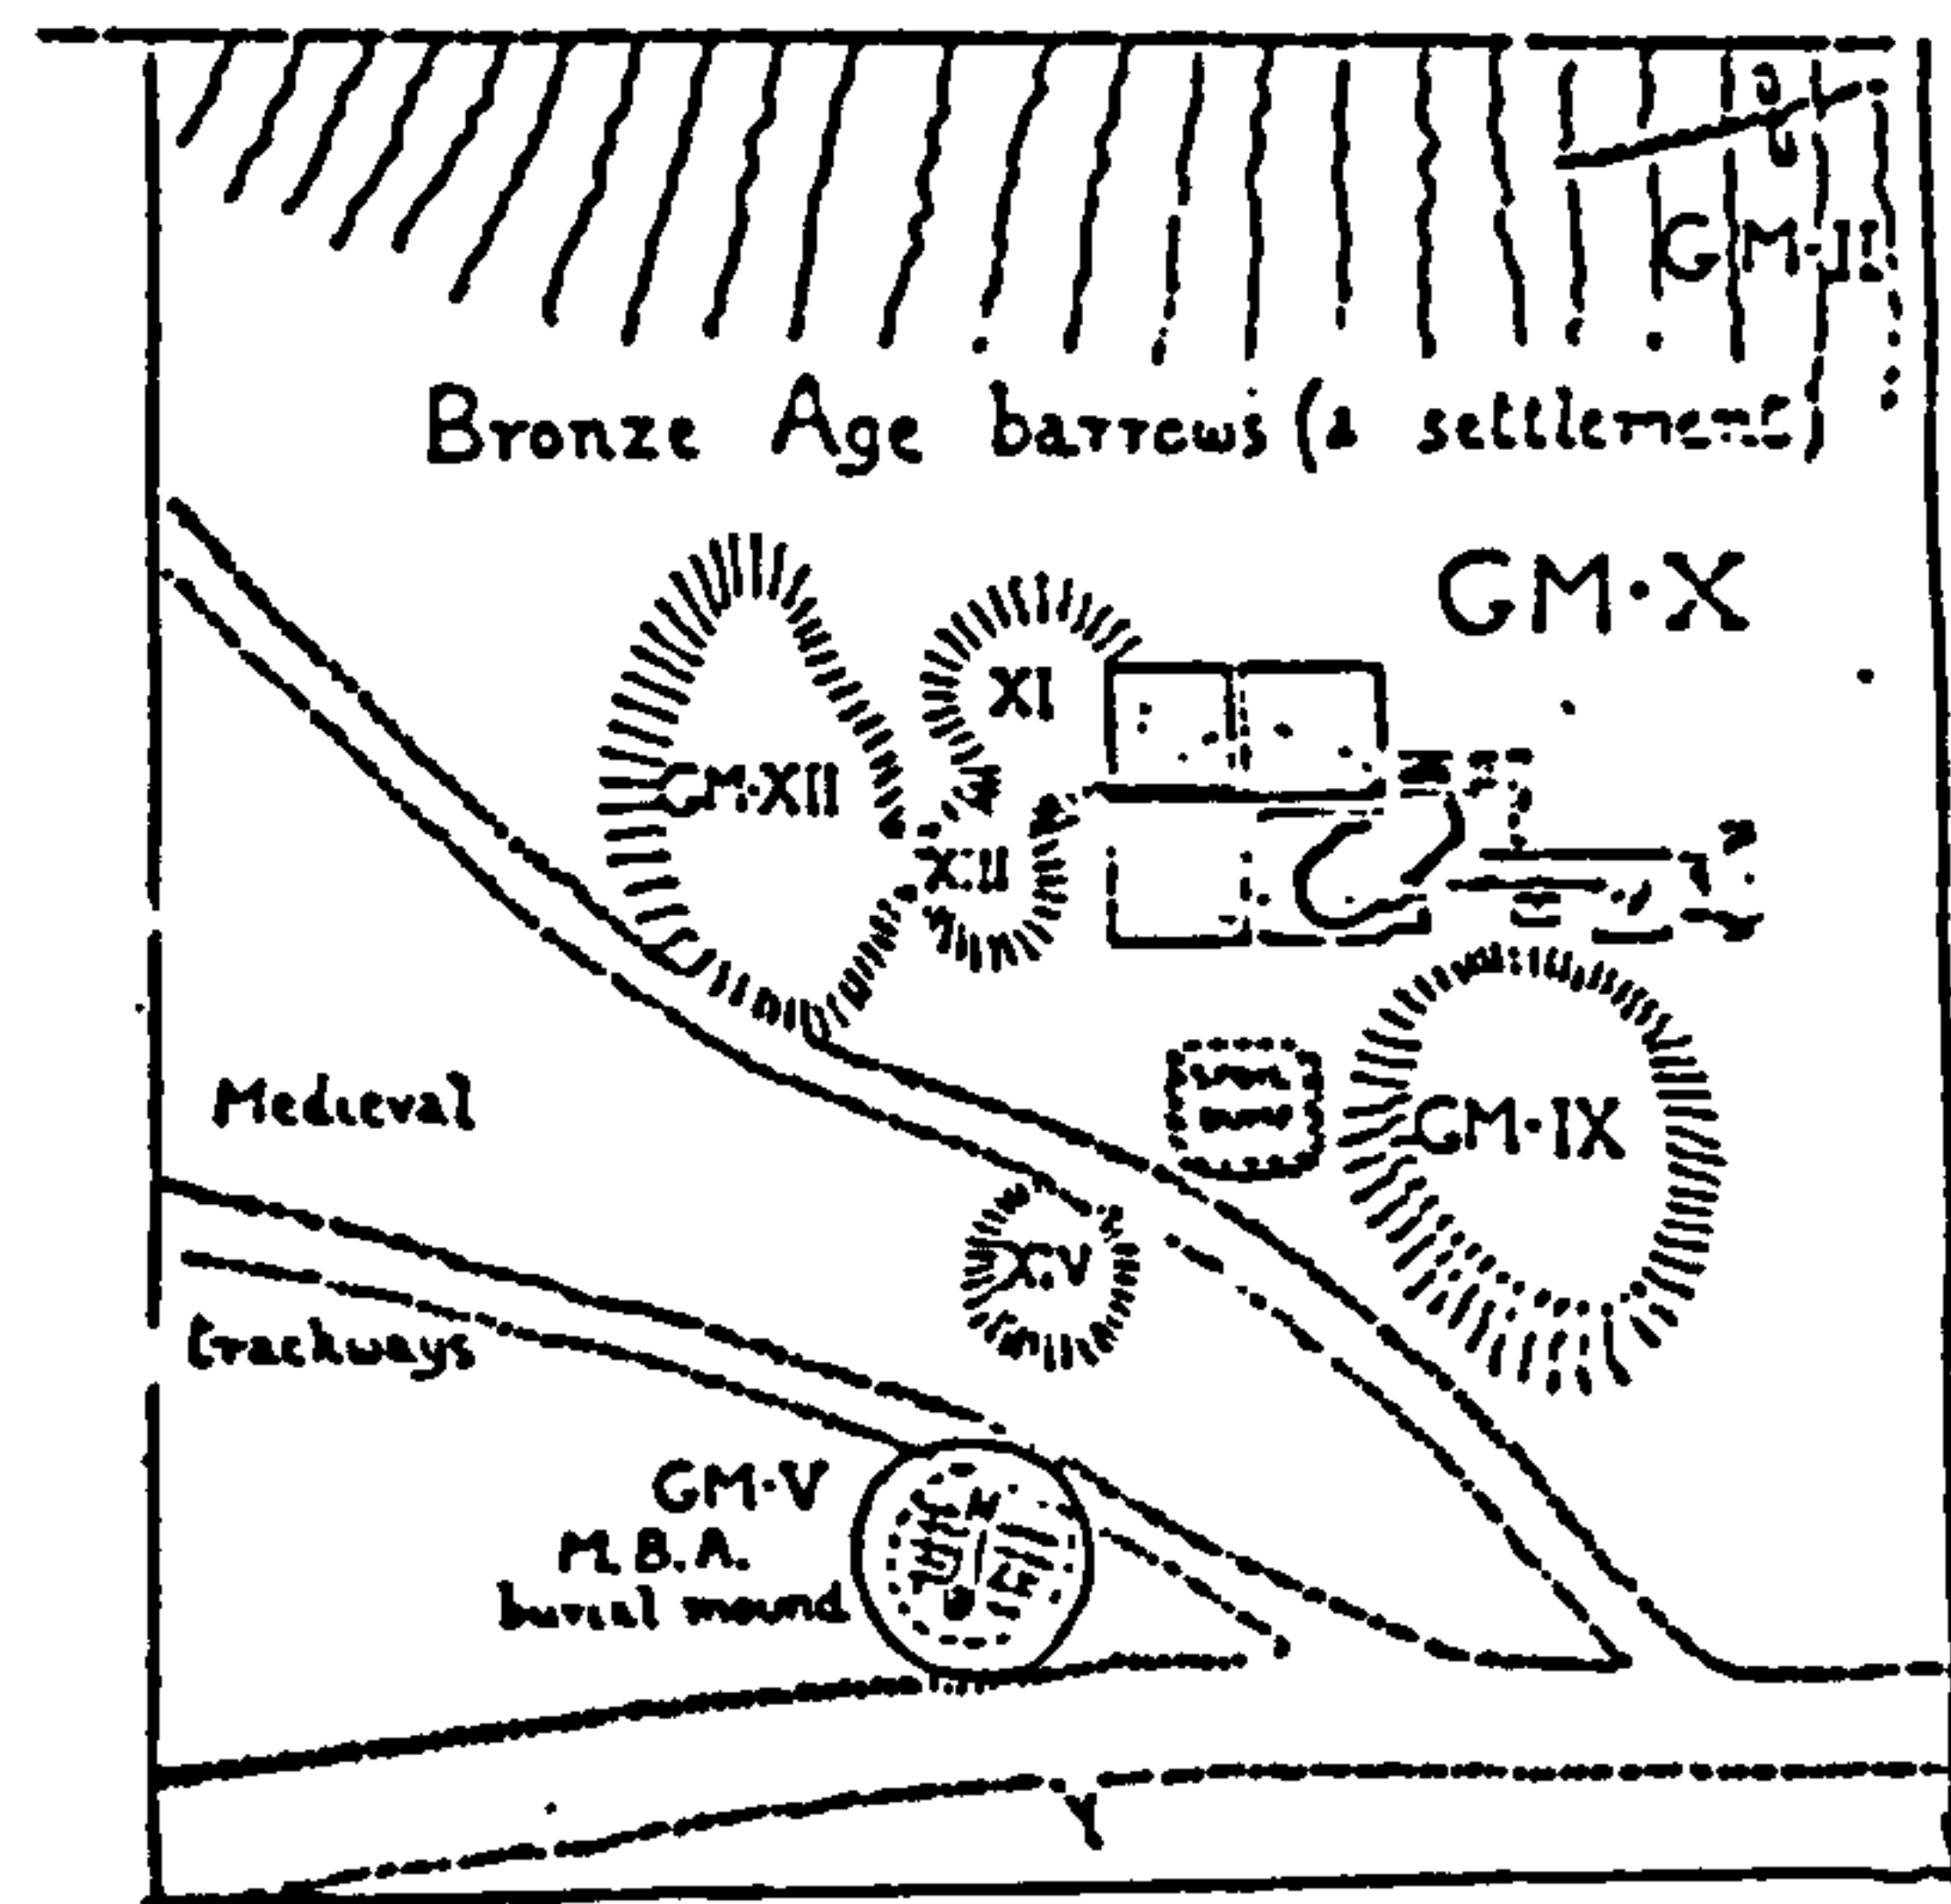 GM·II
Bronze Age barrows (& settlement)
GM·X
XI
GM·XII
XII
Medieval
GM·IX
XV
trackways
GM·V
M.B.A.
burial mound